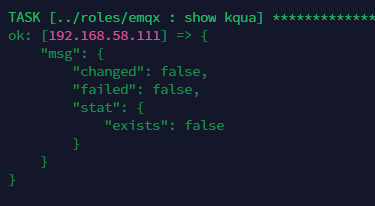 TASK [../roles/emqx : show kqua] *************
ok: [192.168.58.111] => {
    "msg": {
        "changed": false,
        "failed": false,
        "stat": {
            "exists": false
        }
    }
}